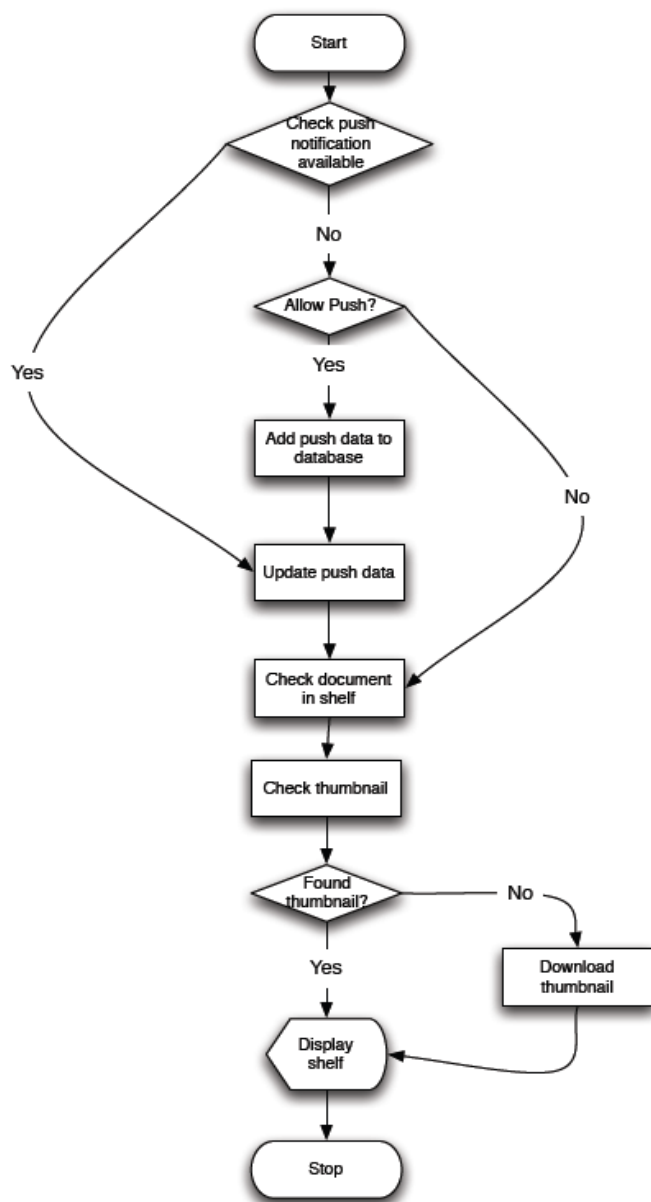 Start
Check push
notification
available
No
Allow Push?
Yes
Yes
Add push data to
database
No
Update push data
Check document
in shelf
Check thumbnail
Found
thumbnail?
No
Yes
Download
thumbnail
Display
shelf
Stop